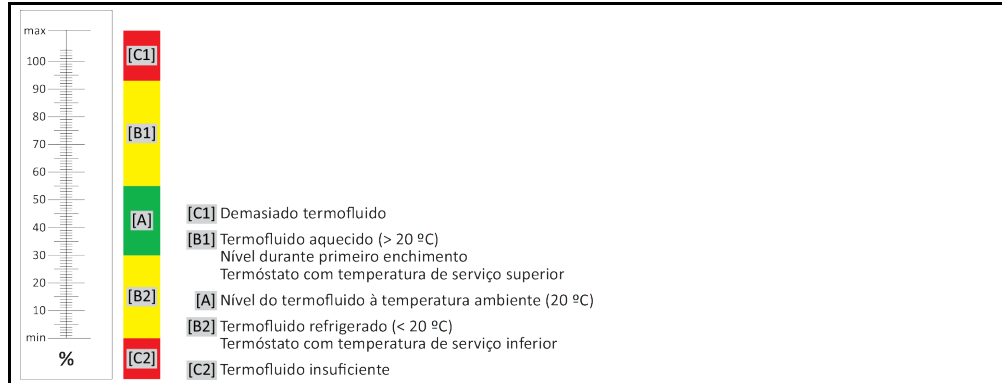 max
100
90
80
70
60
50
40
30
20
10
min
%
[C1]
[B1]
[A]
[B2]
[C2]
[C1] Demasiado termofluido
[B1] Termofluido aquecido (> 20 ºC)
Nível durante primeiro enchimento
Termóstato com temperatura de serviço superior
[A] Nível do termofluido à temperatura ambiente (20 ºC)
[B2] Termofluido refrigerado (< 20 ºC)
Termóstato com temperatura de serviço inferior
[C2] Termofluido insuficiente